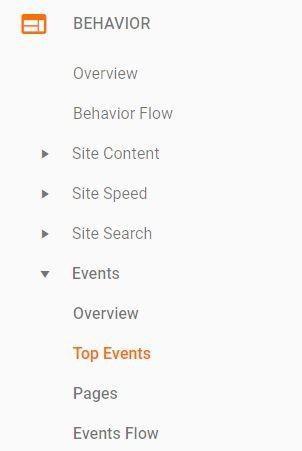 BEHAVIOR
Overview
Behavior Flow
Site Content
Site Speed
Site Search
Events
Overview
Top Events
Pages
Events Flow